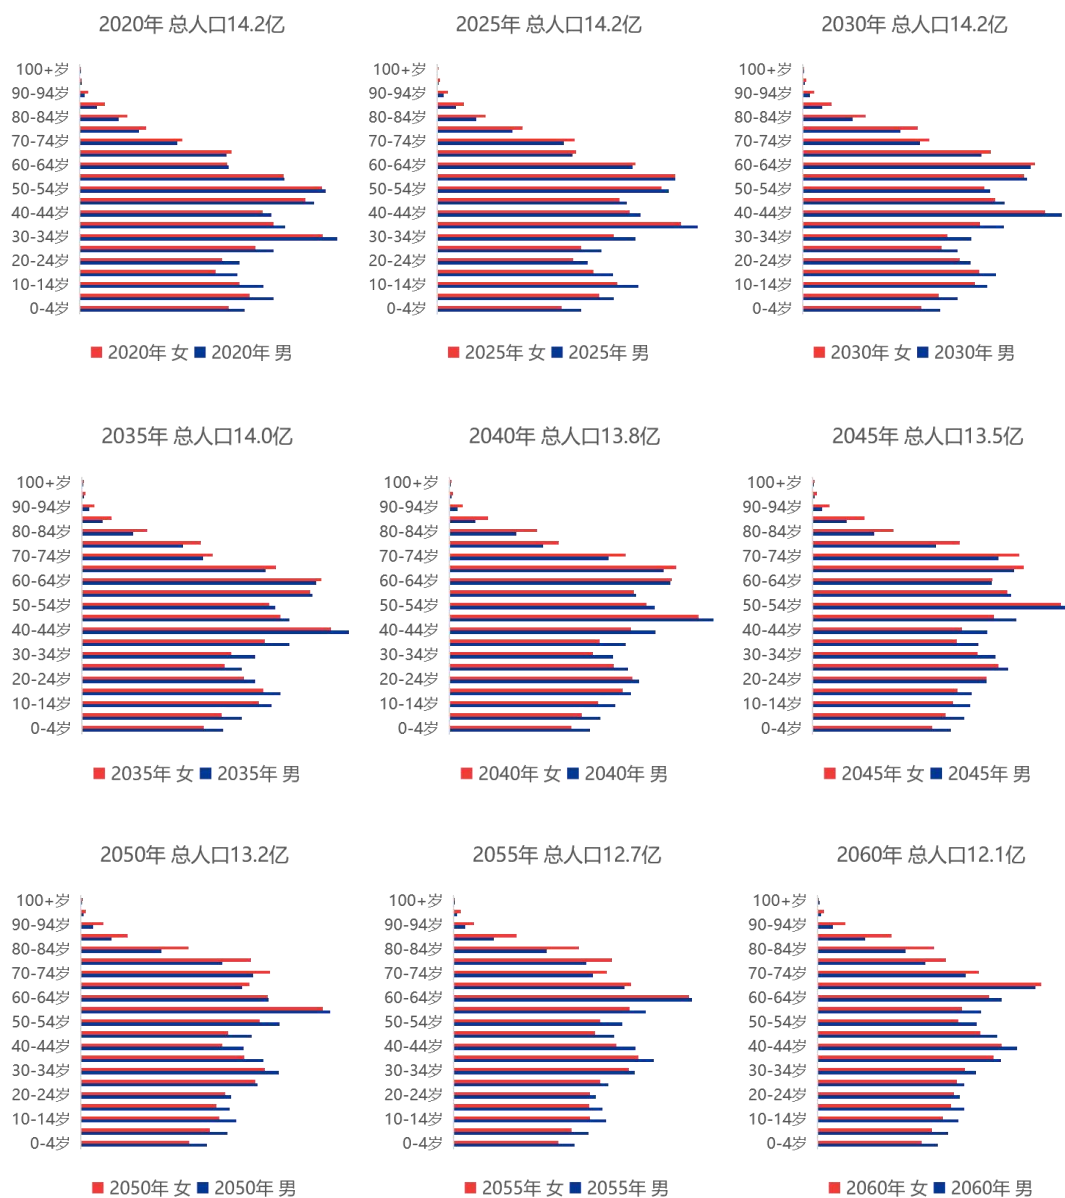 2020年 总人口14.2亿
100+岁
90-94岁
80-84岁
70-74岁
60-64岁
50-54岁
40-44岁
30-34岁
20-24岁
10-14岁
0-4岁
2020年 女 2020年 男
2025年 总人口14.2亿
100+岁
90-94岁
80-84岁
70-74岁
60-64岁
50-54岁
40-44岁
30-34岁
20-24岁
10-14岁
0-4岁
2025年 女 2025年 男
2030年 总人口14.2亿
100+岁
90-94岁
80-84岁
70-74岁
60-64岁
50-54岁
40-44岁
30-34岁
20-24岁
10-14岁
0-4岁
2030年 女 2030年 男
2035年 总人口14.0亿
100+岁
90-94岁
80-84岁
70-74岁
60-64岁
50-54岁
40-44岁
30-34岁
20-24岁
10-14岁
0-4岁
2035年 女 2035年 男
2040年 总人口13.8亿
100+岁
90-94岁
80-84岁
70-74岁
60-64岁
50-54岁
40-44岁
30-34岁
20-24岁
10-14岁
0-4岁
2040年 女 2040年 男
2045年 总人口13.5亿
100+岁
90-94岁
80-84岁
70-74岁
60-64岁
50-54岁
40-44岁
30-34岁
20-24岁
10-14岁
0-4岁
2045年 女 2045年 男
2050年 总人口13.2亿
100+岁
90-94岁
80-84岁
70-74岁
60-64岁
50-54岁
40-44岁
30-34岁
20-24岁
10-14岁
0-4岁
2050年 女 2050年 男
2055年 总人口12.7亿
100+岁
90-94岁
80-84岁
70-74岁
60-64岁
50-54岁
40-44岁
30-34岁
20-24岁
10-14岁
0-4岁
2055年 女 2055年 男
2060年 总人口12.1亿
100+岁
90-94岁
80-84岁
70-74岁
60-64岁
50-54岁
40-44岁
30-34岁
20-24岁
10-14岁
0-4岁
2060年 女 2060年 男